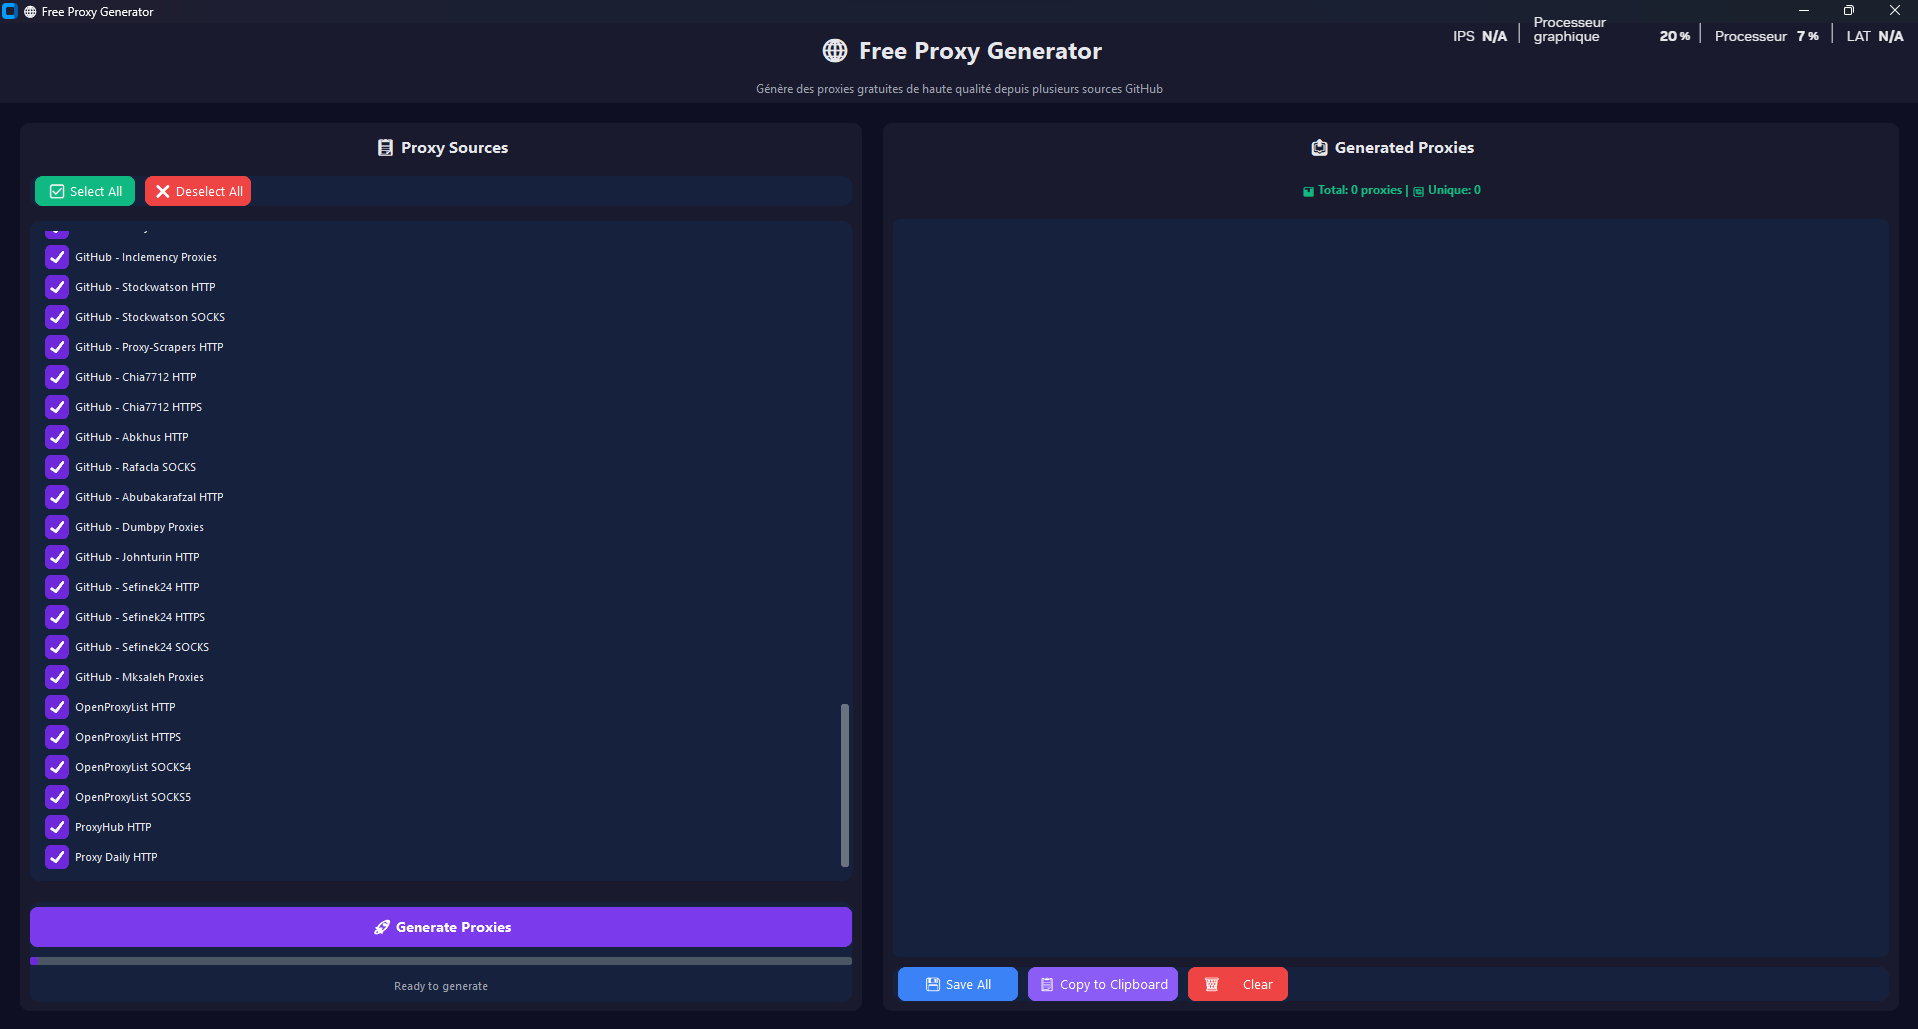 Free Proxy Generator
IPS N/A
Processeur graphique 20 %
Processeur 7 %
LAT N/A
Free Proxy Generator
Génère des proxies gratuites de haute qualité depuis plusieurs sources GitHub
Proxy Sources
Select All
Deselect All
GitHub - Inclemency Proxies
GitHub - Stockwatson HTTP
GitHub - Stockwatson SOCKS
GitHub - Proxy-Scrapers HTTP
GitHub - Chia7712 HTTP
GitHub - Chia7712 HTTPS
GitHub - Abkhus HTTP
GitHub - Rafacla SOCKS
GitHub - Abubakarafzal HTTP
GitHub - Dumbpy Proxies
GitHub - Johnturin HTTP
GitHub - Sefinek24 HTTP
GitHub - Sefinek24 HTTPS
GitHub - Sefinek24 SOCKS
GitHub - Mksaleh Proxies
OpenProxyList HTTP
OpenProxyList HTTPS
OpenProxyList SOCKS4
OpenProxyList SOCKS5
ProxyHub HTTP
Proxy Daily HTTP
Generate Proxies
Ready to generate
Generated Proxies
Total: 0 proxies | Unique: 0
Save All
Copy to Clipboard
Clear